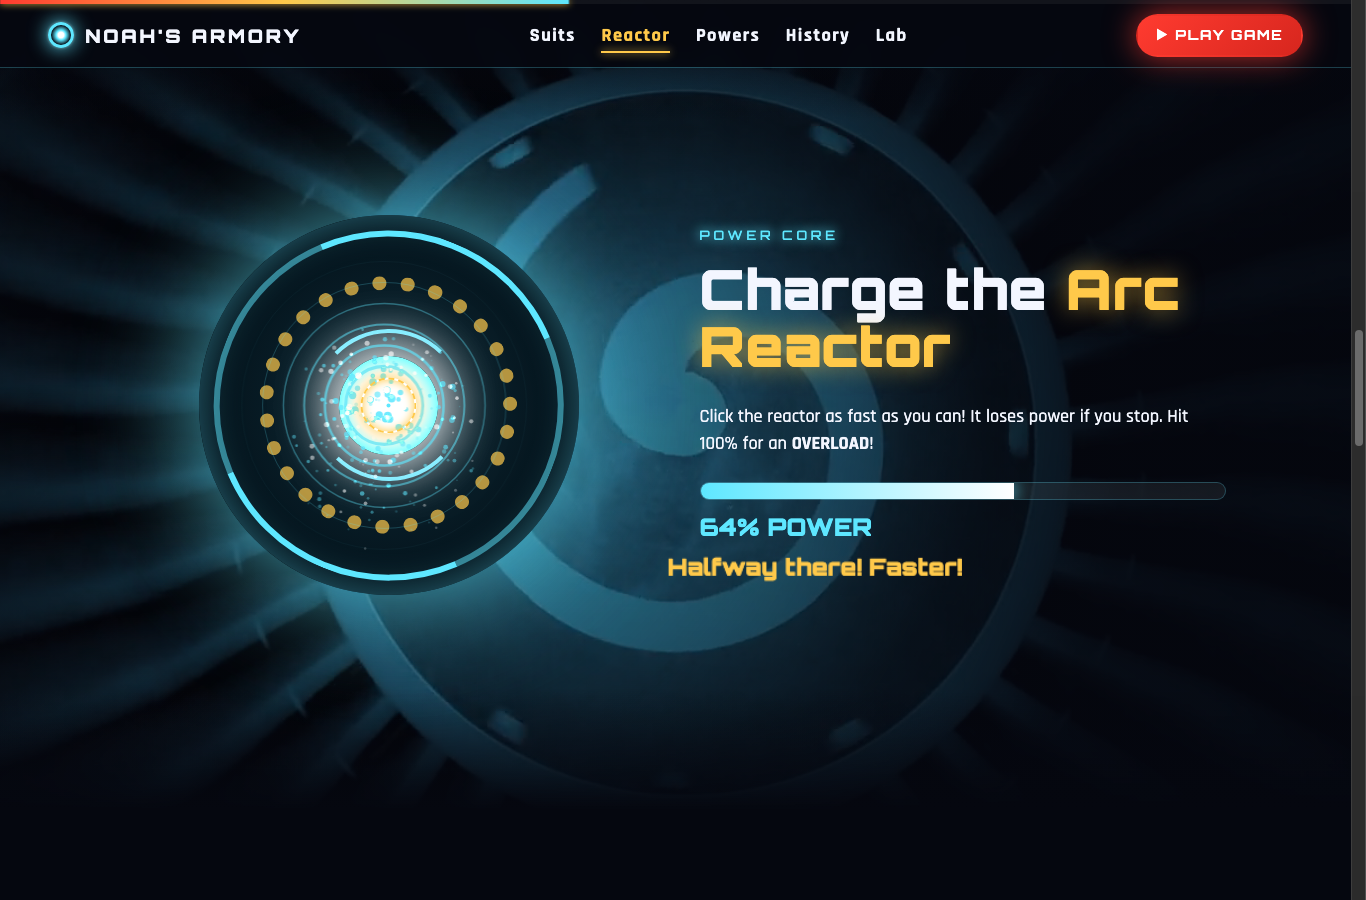 NOAH'S ARMORY
Suits
Reactor
Powers
History
Lab
▶ PLAY GAME
POWER CORE
Charge the Arc
Reactor
Click the reactor as fast as you can! It loses power if you stop. Hit
100% for an OVERLOAD!
64% POWER
Halfway there! Faster!